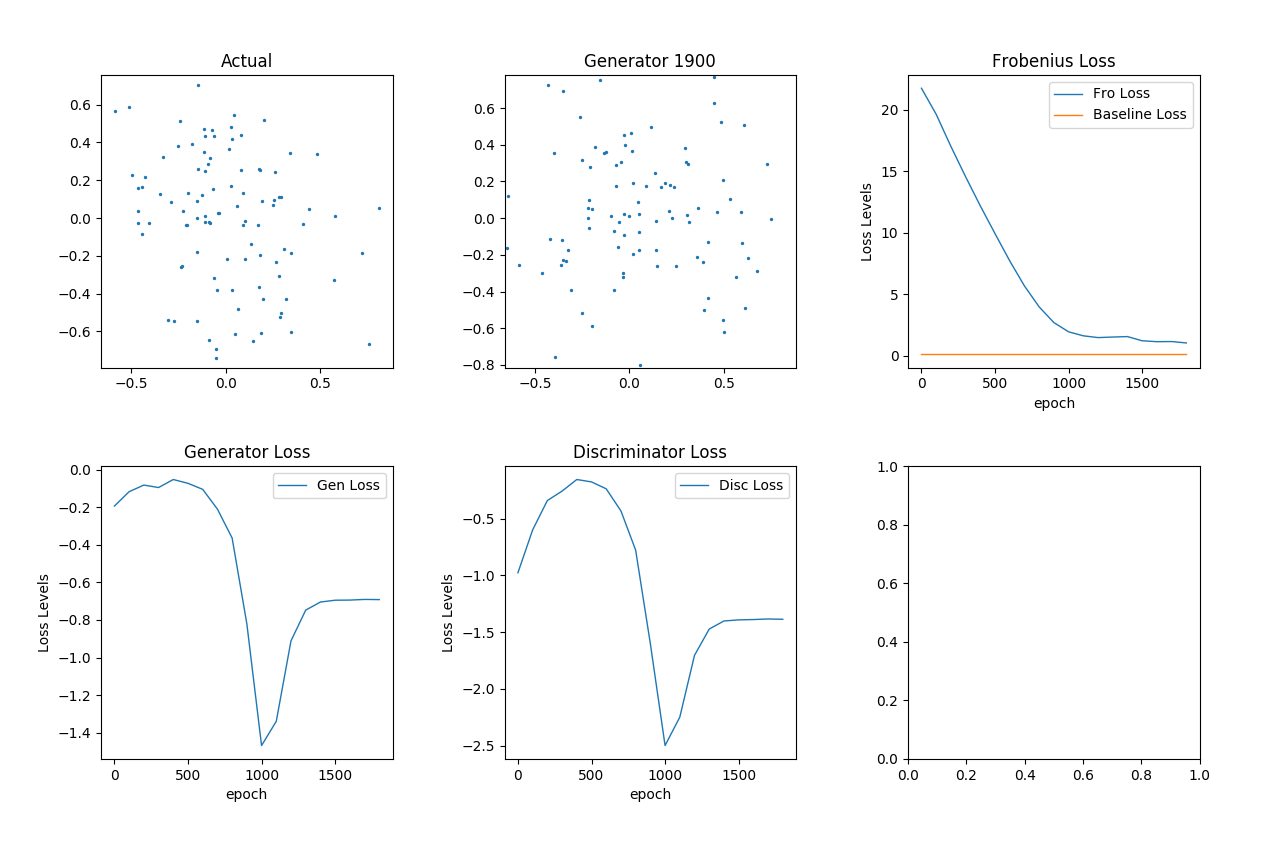 Actual
0.6
0.4
0.2
0.0
−0.2
−0.4
−0.6
−0.5 0.0 0.5
Generator 1900
0.6
0.4
0.2
0.0
−0.2
−0.4
−0.6
−0.8
−0.5 0.0 0.5
Frobenius Loss
Fro Loss
Baseline Loss
Loss Levels
20
15
10
5
0
0 500 1000 1500
epoch
Generator Loss
Gen Loss
Loss Levels
0.0
−0.2
−0.4
−0.6
−0.8
−1.0
−1.2
−1.4
0 500 1000 1500
epoch
Discriminator Loss
Disc Loss
Loss Levels
−0.5
−1.0
−1.5
−2.0
−2.5
0 500 1000 1500
epoch
1.0
0.8
0.6
0.4
0.2
0.0
0.0 0.2 0.4 0.6 0.8 1.0